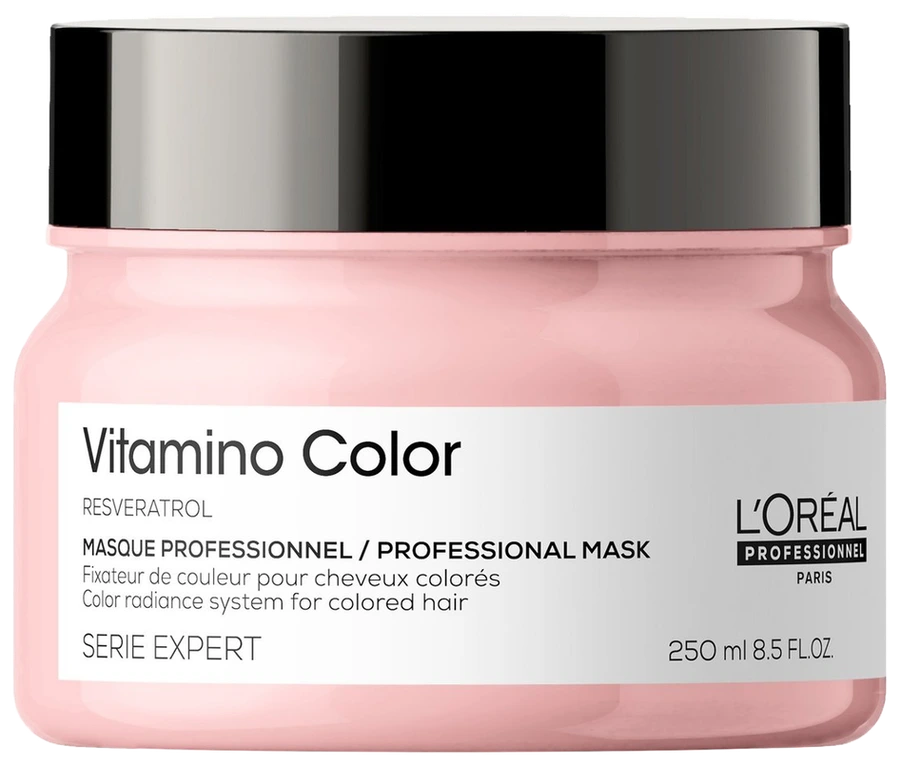 Vitamino Color
RESVERATROL
MASQUE PROFESSIONNEL / PROFESSIONAL MASK
Fixateur de couleur pour cheveux colorés
Color radiance system for colored hair
SERIE EXPERT
L'ORÉAL
PROFESSIONNEL
PARIS
250 ml 8.5 FL.OZ.